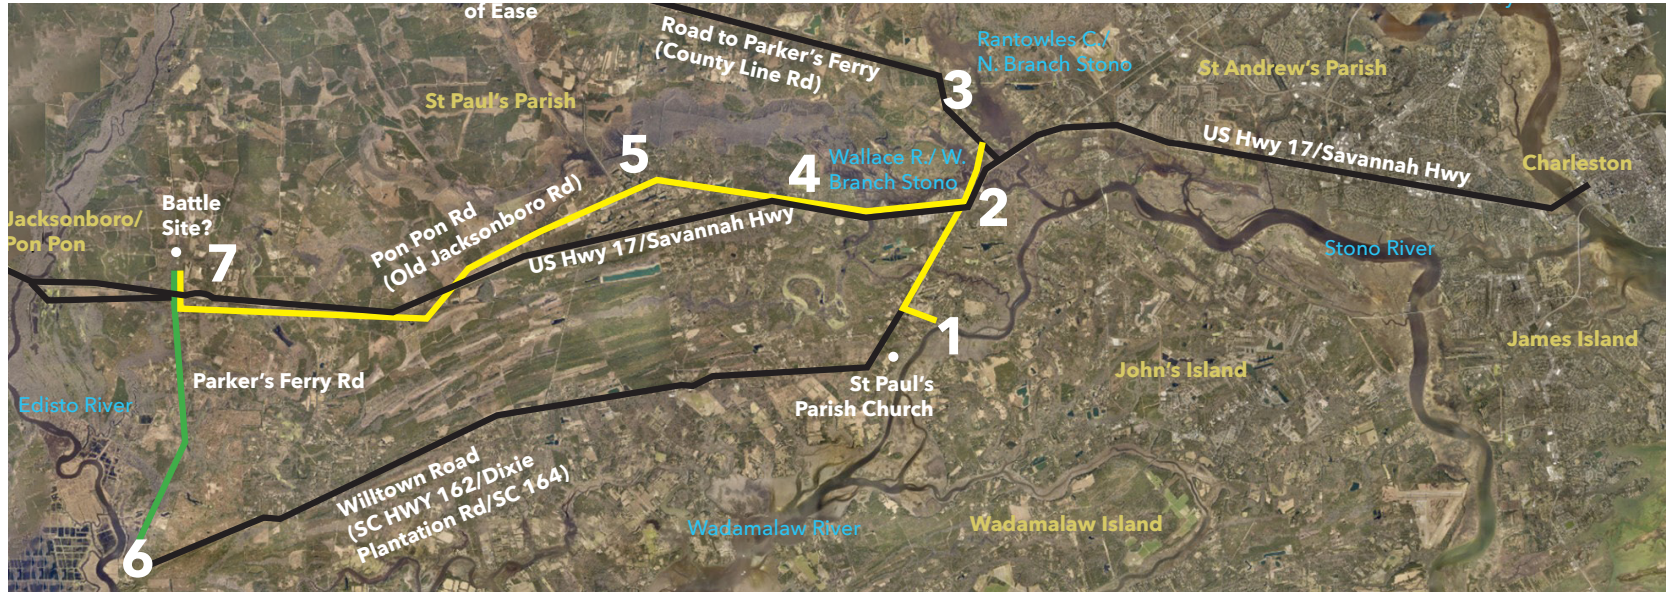 of Ease
Road to Parker's Ferry
(County Line Rd)
Rantowles C./
N. Branch Stono
St Andrew's Parish
3
St Paul's Parish
US Hwy 17/Savannah Hwy
Charleston
5
4
Wallace R./ W.
Branch Stono
2
Battle
Site?
Jacksonboro/
Pon Pon
7
Pon Pon Rd
(Old Jacksonboro Rd)
US Hwy 17/Savannah Hwy
Stono River
1
James Island
John's Island
Parker's Ferry Rd
St Paul's
Parish Church
Edisto River
Willtown Road
(SC HWY 162/Dixie
Plantation Rd/SC 164)
Wadamalaw River
Wadamalaw Island
6